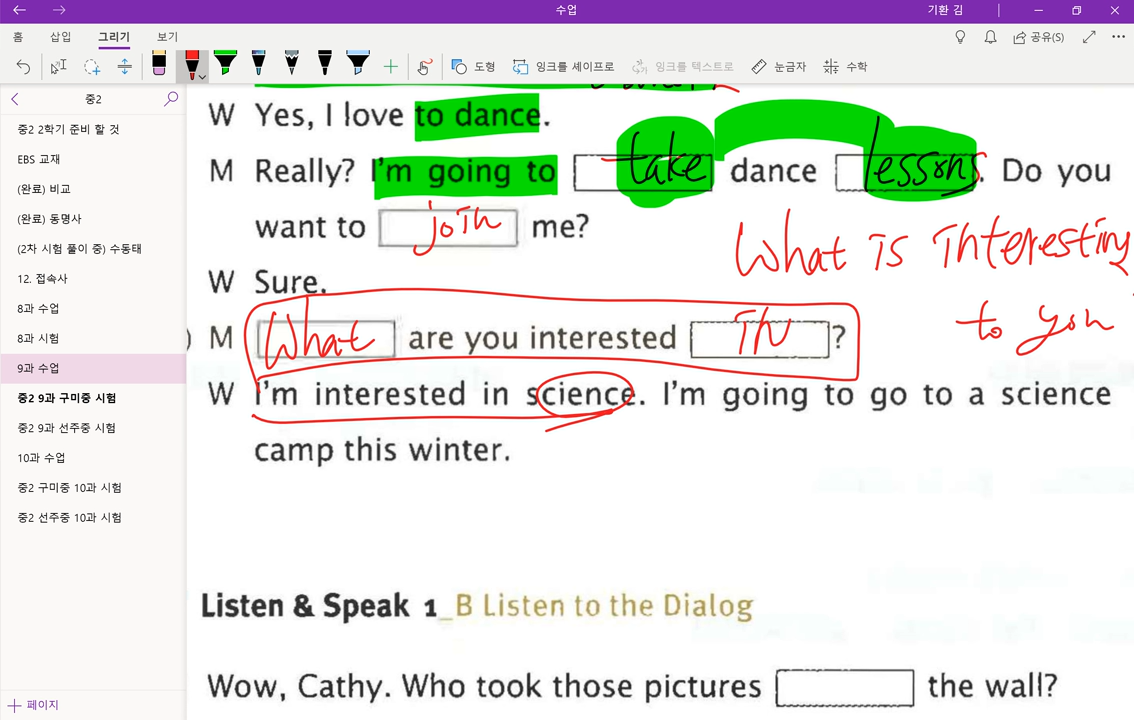 수업
기환 김
홈 삽입 그리기 보기
공유(S)
도형 잉크를 셰이프로 잉크를 텍스트로 눈금자 수학
중2
중2 2학기 준비 할 것
EBS 교재
(완료) 비교
(완료) 동명사
(2차 시험 풀이 중) 수동태
12. 접속사
8과 수업
8과 시험
9과 수업
중2 9과 구미중 시험
중2 9과 선주중 시험
10과 수업
중2 구미중 10과 시험
중2 선주중 10과 시험
페이지
W Yes, I love to dance.
M Really? I'm going to take dance lessons. Do you
want to join me?
What is interesting
to you
W Sure.
) M What are you interested in ?
W I'm interested in science. I'm going to go to a science
camp this winter.
Listen & Speak 1_B Listen to the Dialog
Wow, Cathy. Who took those pictures the wall?